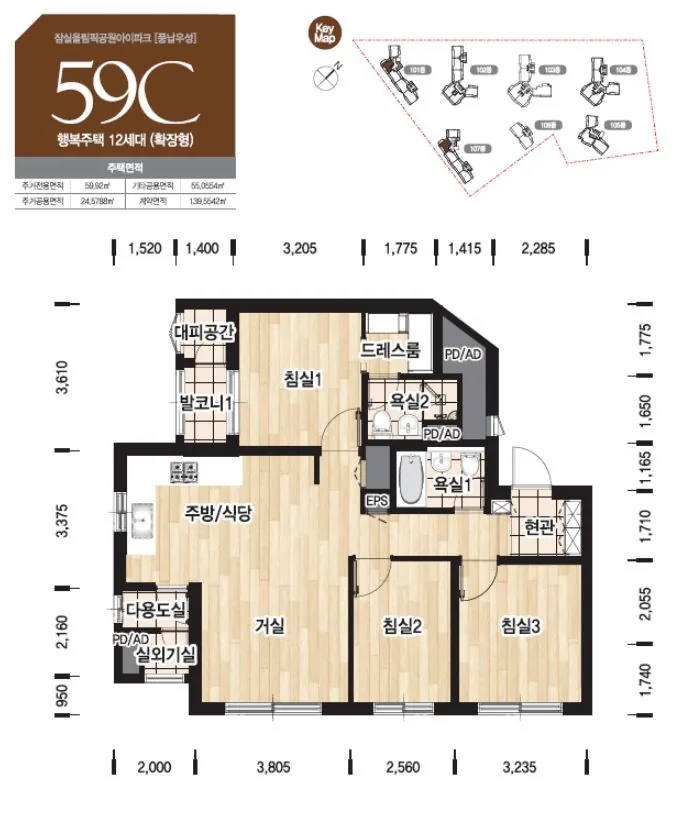 잠실올림픽공원아이파크 [풍납우성]
59C
행복주택 12세대 (확장형)
주택면적
주거전용면적 59.92㎡ 기타공용면적 55.0554㎡
주거공용면적 24.5788㎡ 계약면적 139.5542㎡
Key
Map
N
101동
102동
103동
104동
107동
106동
105동
1,520 1,400 3,205 1,775 1,415 2,285
3,610
3,375
2,160
950
1,775
1,650
1,165
1,710
2,055
1,740
대피공간
침실1
드레스룸
PD/AD
발코니1
욕실2
PD/AD
욕실1
EPS
주방/식당
현관
다용도실
거실
침실2
침실3
PD/AD
실외기실
2,000 3,805 2,560 3,235